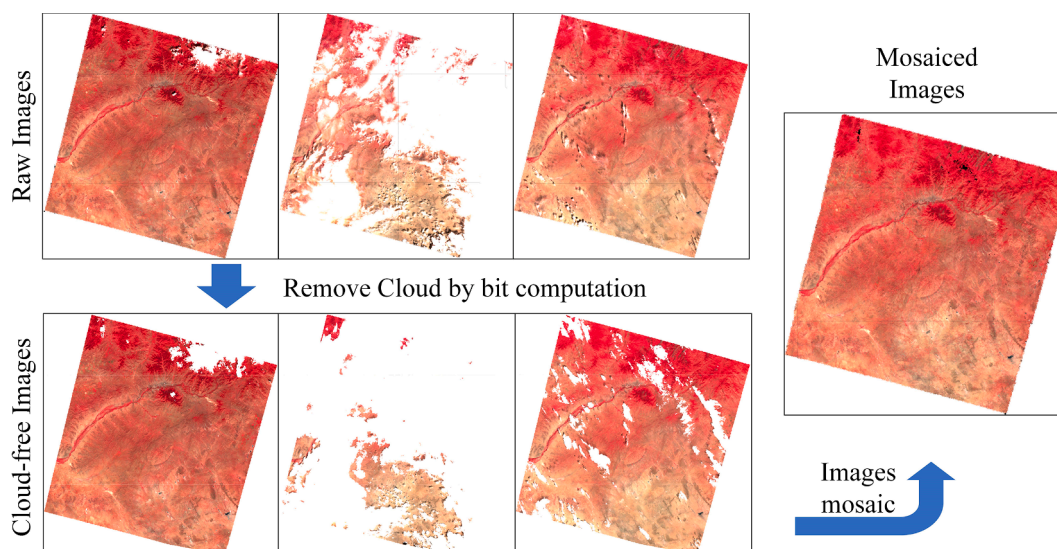 Raw Images
Remove Cloud by bit computation
Cloud-free Images
Mosaiced
Images
Images
mosaic